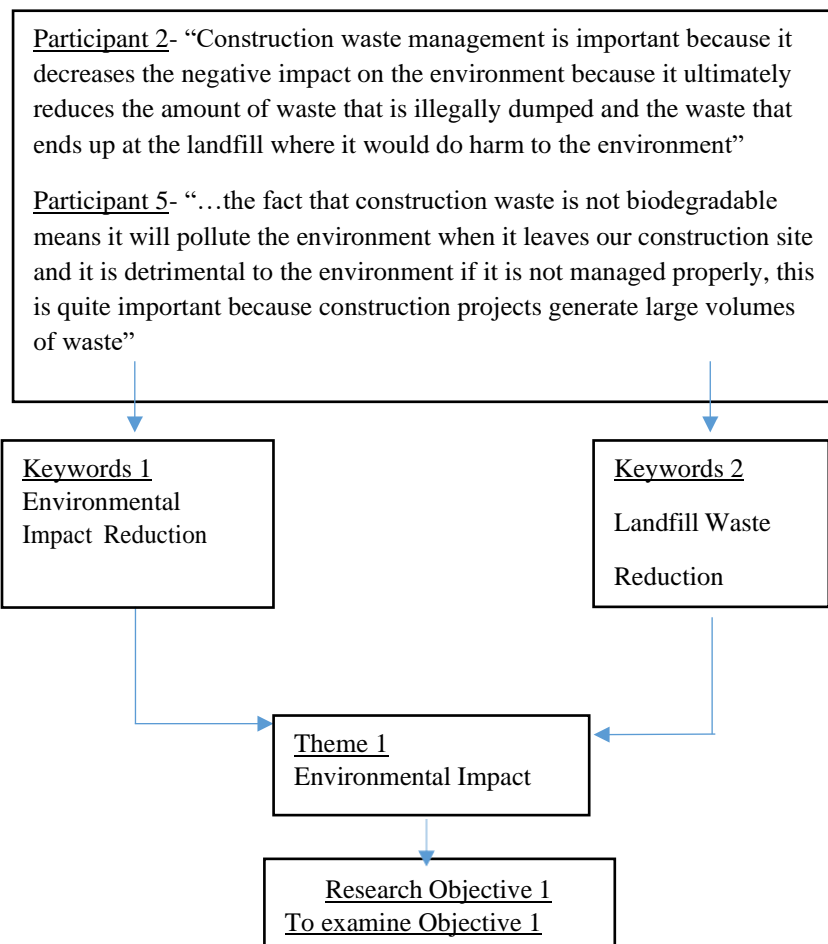 Participant 2- “Construction waste management is important because it
decreases the negative impact on the environment because it ultimately
reduces the amount of waste that is illegally dumped and the waste that
ends up at the landfill where it would do harm to the environment”
Participant 5- “…the fact that construction waste is not biodegradable
means it will pollute the environment when it leaves our construction site
and it is detrimental to the environment if it is not managed properly, this
is quite important because construction projects generate large volumes
of waste”
Keywords 1
Environmental
Impact Reduction
Keywords 2
Landfill Waste
Reduction
Theme 1
Environmental Impact
Research Objective 1
To examine Objective 1